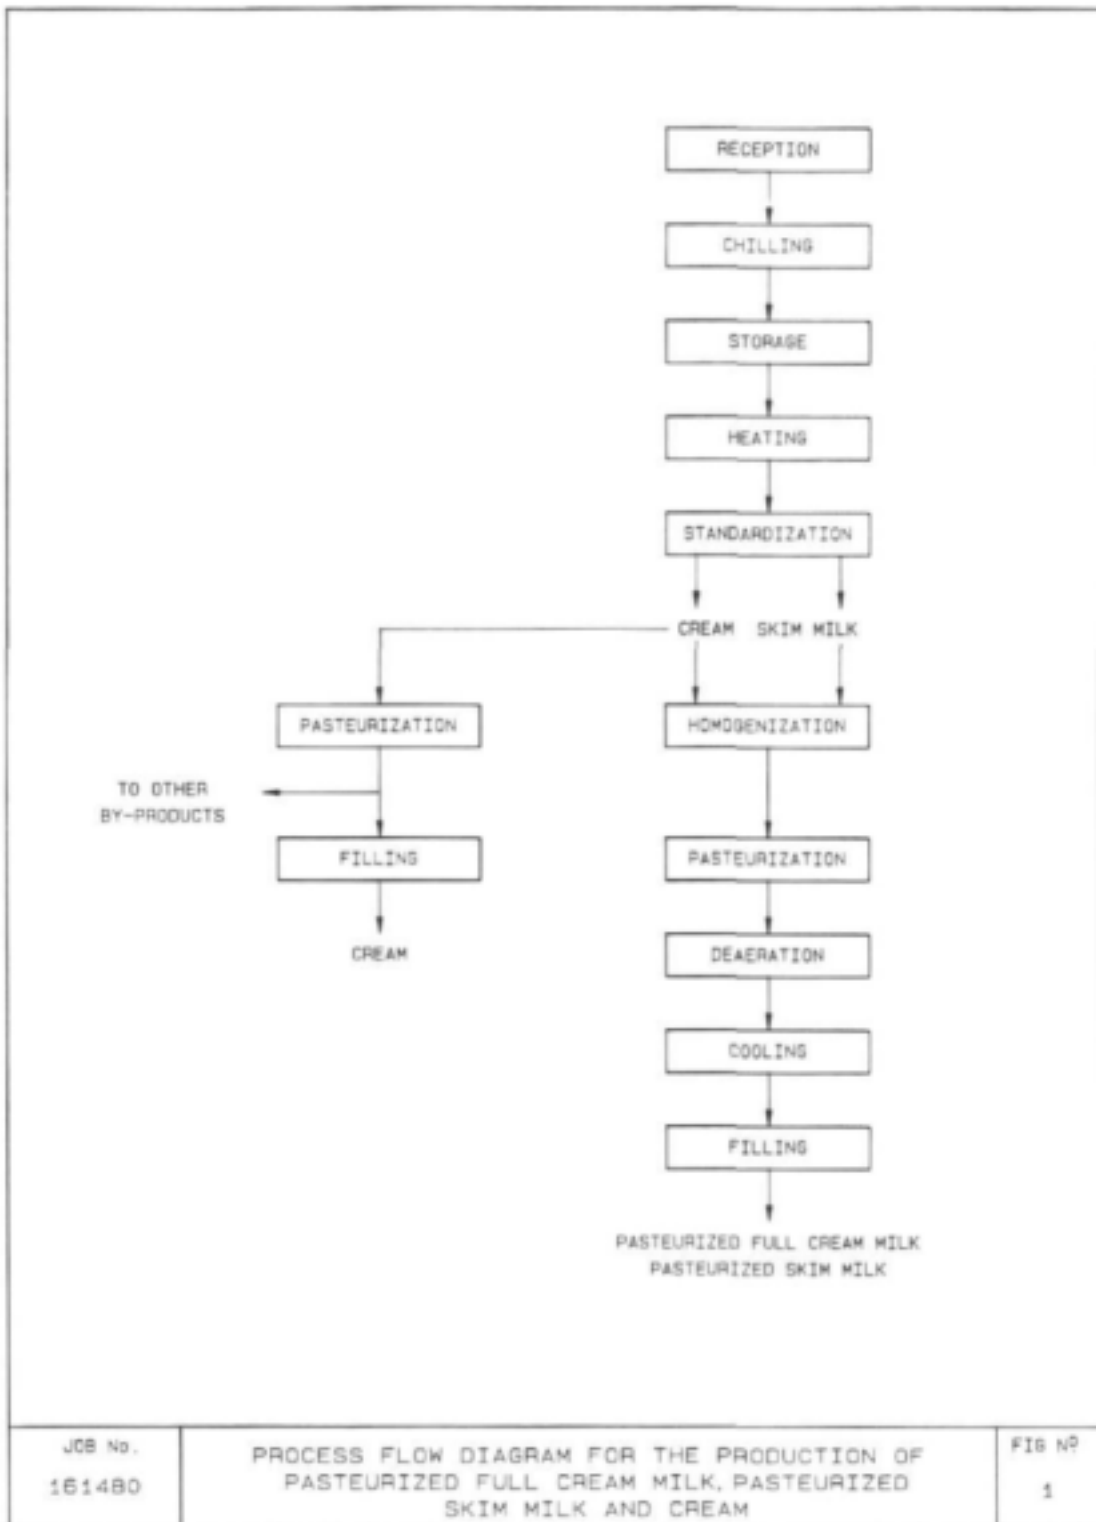 RECEPTION
CHILLING
STORAGE
HEATING
STANDARDIZATION
CREAM SKIM MILK
PASTEURIZATION
HOMOGENIZATION
TO OTHER
BY-PRODUCTS
FILLING
PASTEURIZATION
CREAM
DEAERATION
COOLING
FILLING
PASTEURIZED FULL CREAM MILK
PASTEURIZED SKIM MILK
JOB No.
161480
PROCESS FLOW DIAGRAM FOR THE PRODUCTION OF
PASTEURIZED FULL CREAM MILK, PASTEURIZED
SKIM MILK AND CREAM
FIG Nº
1